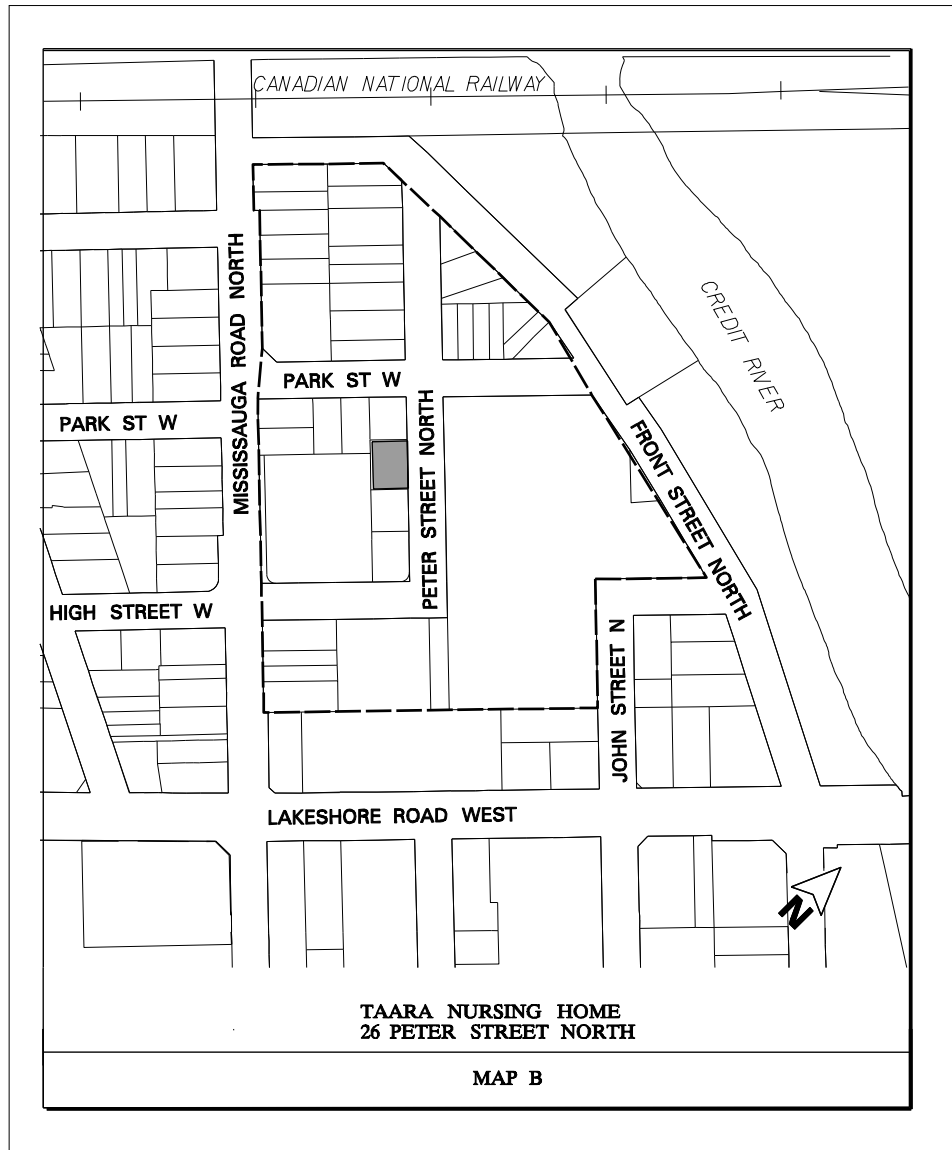 CANADIAN NATIONAL RAILWAY
MISSISSAUGA ROAD NORTH
CREDIT RIVER
PARK ST W
PARK ST W
PETER STREET NORTH
FRONT STREET NORTH
HIGH STREET W
JOHN STREET N
LAKESHORE ROAD WEST
N
TAARA NURSING HOME
26 PETER STREET NORTH
MAP B